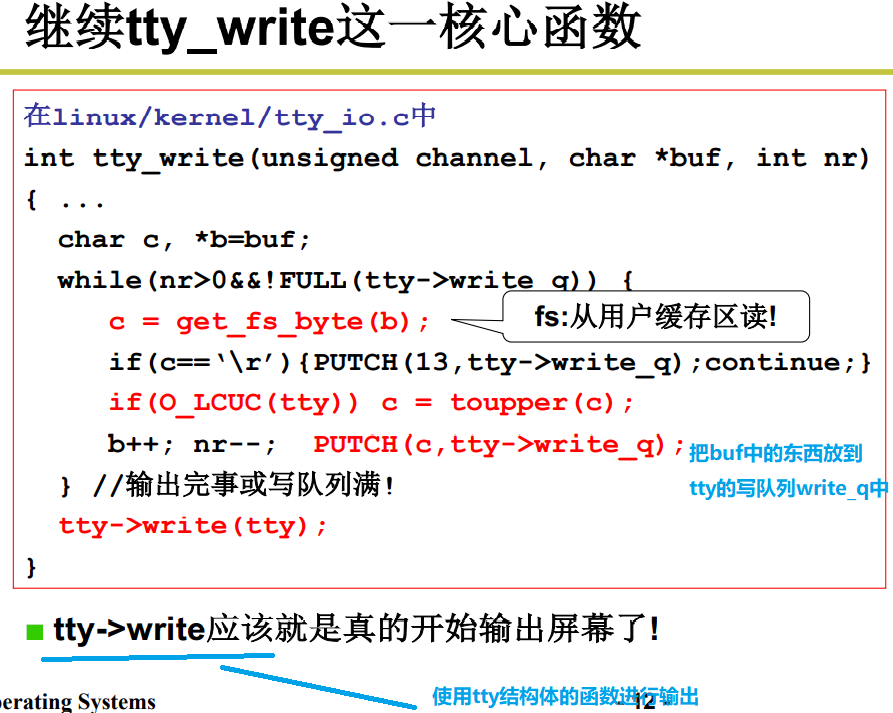 继续tty_write这一核心函数
在linux/kernel/tty_io.c中
int tty_write(unsigned channel, char *buf, int nr)
{ ...
char c, *b=buf;
while(nr>0&&!FULL(tty->write_q)) {
c = get_fs_byte(b);
fs:从用户缓存区读!
if(c==‘\r’){PUTCH(13,tty->write_q);continue;}
if(O_LCUC(tty)) c = toupper(c);
b++; nr--; PUTCH(c,tty->write_q);
把buf中的东西放到
tty的写队列write_q中
} //输出完事或写队列满!
tty->write(tty);
}
tty->write应该就是真的开始输出屏幕了!
使用tty结构体的函数进行输出
perating Systems
- 12 -